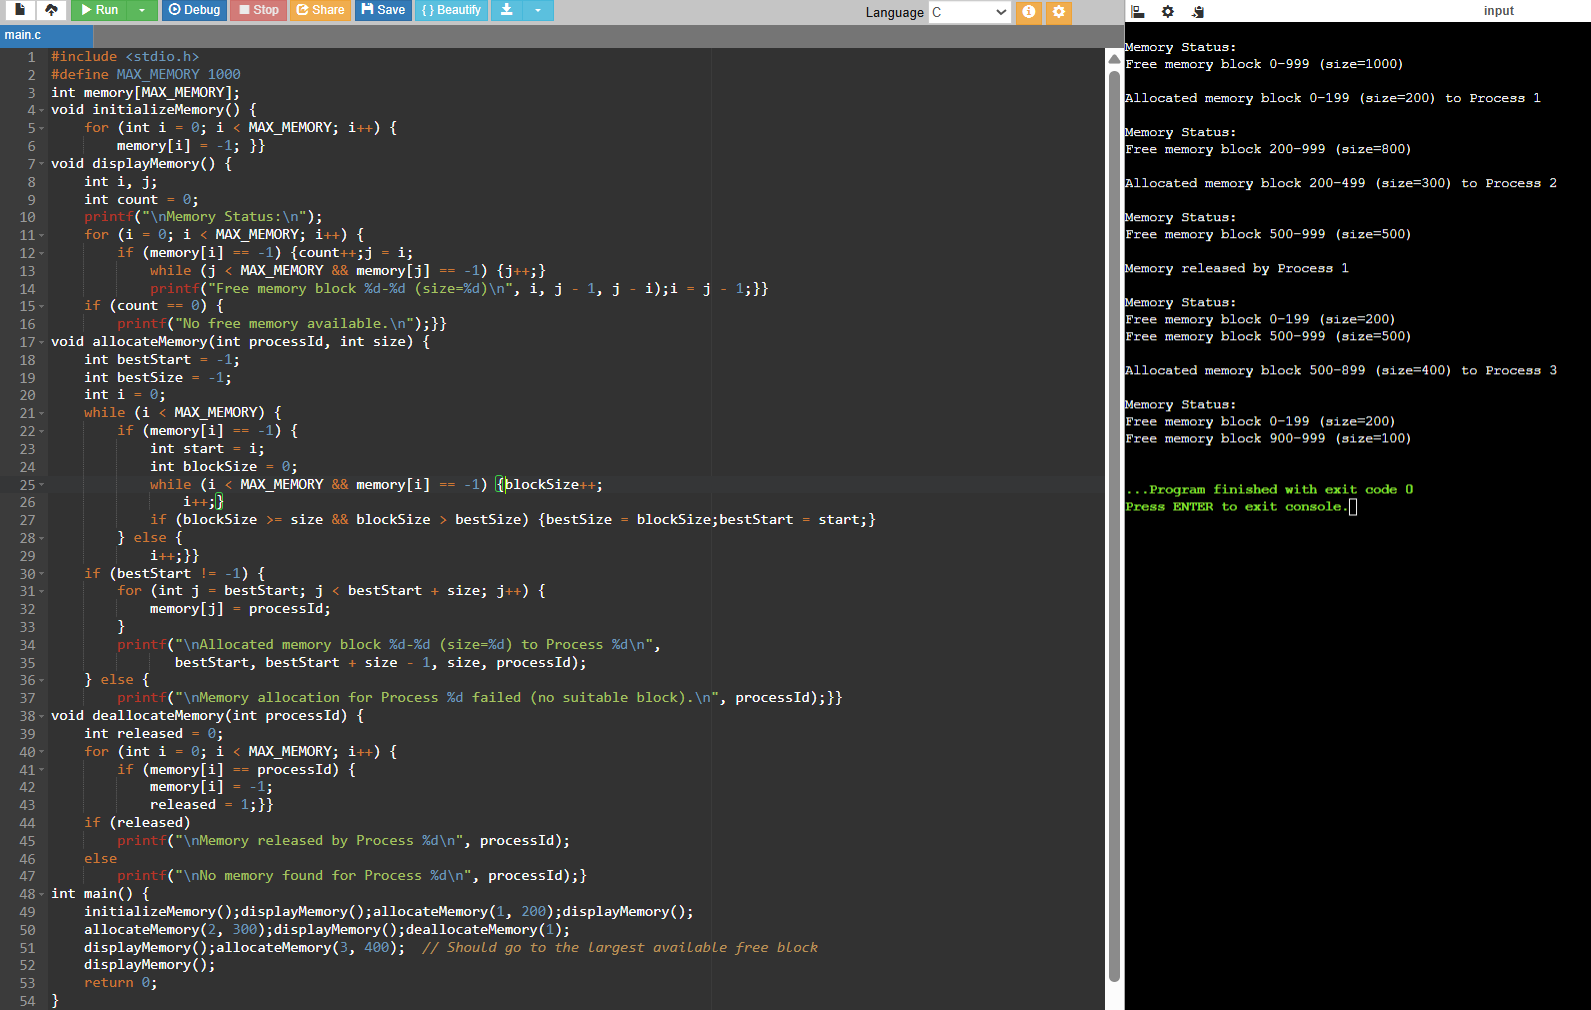 Run Debug Stop Share Save { } Beautify Language C
main.c
1 #include <stdio.h>
2 #define MAX_MEMORY 1000
3 int memory[MAX_MEMORY];
4 void initializeMemory() {
5     for (int i = 0; i < MAX_MEMORY; i++) {
6         memory[i] = -1; }}
7 void displayMemory() {
8     int i, j;
9     int count = 0;
10     printf("\nMemory Status:\n");
11     for (i = 0; i < MAX_MEMORY; i++) {
12         if (memory[i] == -1) {count++;j = i;
13             while (j < MAX_MEMORY && memory[j] == -1) {j++;}
14             printf("Free memory block %d-%d (size=%d)\n", i, j - 1, j - i);i = j - 1;}}
15     if (count == 0) {
16         printf("No free memory available.\n");}}
17 void allocateMemory(int processId, int size) {
18     int bestStart = -1;
19     int bestSize = -1;
20     int i = 0;
21     while (i < MAX_MEMORY) {
22         if (memory[i] == -1) {
23             int start = i;
24             int blockSize = 0;
25             while (i < MAX_MEMORY && memory[i] == -1) {blockSize++;
26                 i++;}
27             if (blockSize >= size && blockSize > bestSize) {bestSize = blockSize;bestStart = start;}
28         } else {
29             i++;}}
30     if (bestStart != -1) {
31         for (int j = bestStart; j < bestStart + size; j++) {
32             memory[j] = processId;
33         }
34         printf("\nAllocated memory block %d-%d (size=%d) to Process %d\n",
35                bestStart, bestStart + size - 1, size, processId);
36     } else {
37         printf("\nMemory allocation for Process %d failed (no suitable block).\n", processId);}}
38 void deallocateMemory(int processId) {
39     int released = 0;
40     for (int i = 0; i < MAX_MEMORY; i++) {
41         if (memory[i] == processId) {
42             memory[i] = -1;
43             released = 1;}}
44     if (released)
45         printf("\nMemory released by Process %d\n", processId);
46     else
47         printf("\nNo memory found for Process %d\n", processId);}
48 int main() {
49     initializeMemory();displayMemory();allocateMemory(1, 200);displayMemory();
50     allocateMemory(2, 300);displayMemory();deallocateMemory(1);
51     displayMemory();allocateMemory(3, 400);  // Should go to the largest available free block
52     displayMemory();
53     return 0;
54 }
input
Memory Status:
Free memory block 0-999 (size=1000)
Allocated memory block 0-199 (size=200) to Process 1
Memory Status:
Free memory block 200-999 (size=800)
Allocated memory block 200-499 (size=300) to Process 2
Memory Status:
Free memory block 500-999 (size=500)
Memory released by Process 1
Memory Status:
Free memory block 0-199 (size=200)
Free memory block 500-999 (size=500)
Allocated memory block 500-899 (size=400) to Process 3
Memory Status:
Free memory block 0-199 (size=200)
Free memory block 900-999 (size=100)
...Program finished with exit code 0
Press ENTER to exit console.